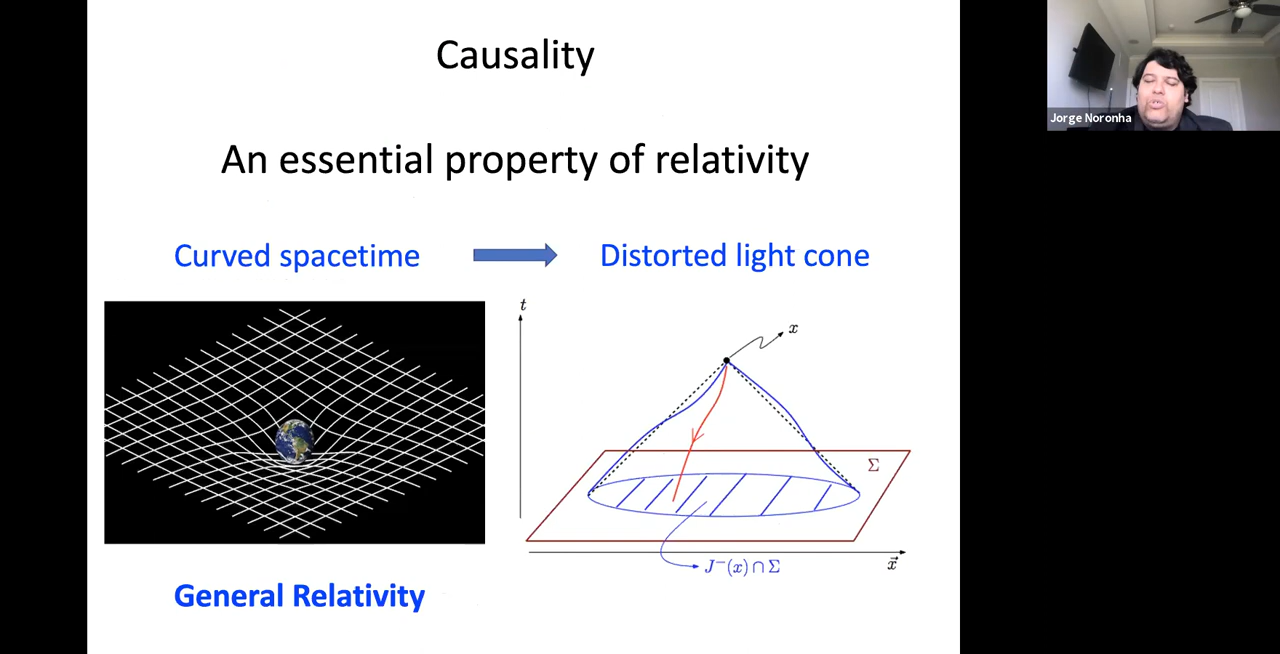 Causality
An essential property of relativity
Curved spacetime
Distorted light cone
t
x
Σ
J⁻(x)∩Σ
x⃗
General Relativity
Jorge Noronha